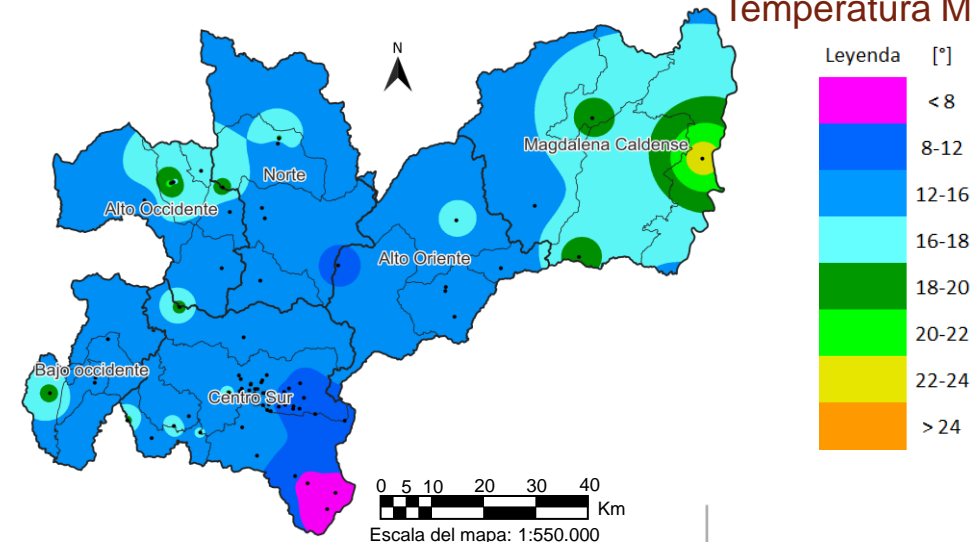 Temperatura M
Leyenda [°]
< 8
8-12
12-16
16-18
18-20
20-22
22-24
> 24
N
Magdalena Caldense
Norte
Alto Occidente
Alto Oriente
Bajo occidente
Centro Sur
0 5 10 20 30 40
Km
Escala del mapa: 1:550.000